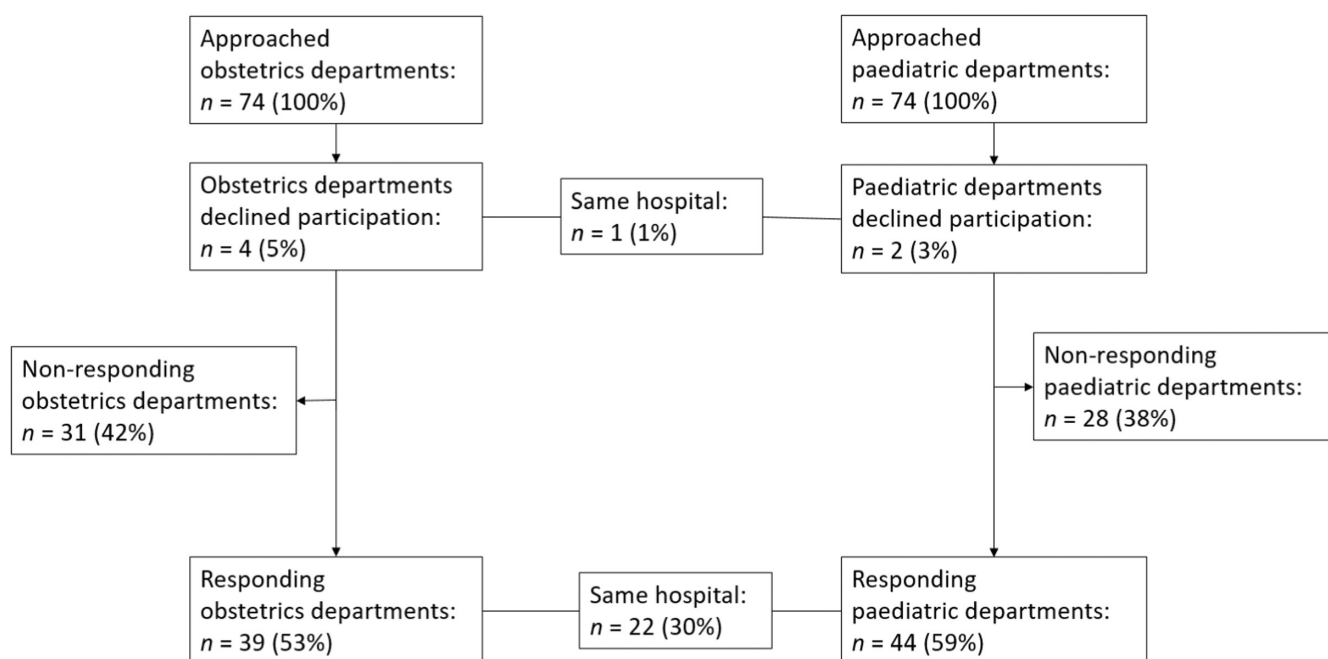 Approached
obstetrics departments:
n = 74 (100%)
Approached
paediatric departments:
n = 74 (100%)
Obstetrics departments
declined participation:
n = 4 (5%)
Same hospital:
n = 1 (1%)
Paediatric departments
declined participation:
n = 2 (3%)
Non-responding
obstetrics departments:
n = 31 (42%)
Non-responding
paediatric departments:
n = 28 (38%)
Responding
obstetrics departments:
n = 39 (53%)
Same hospital:
n = 22 (30%)
Responding
paediatric departments:
n = 44 (59%)